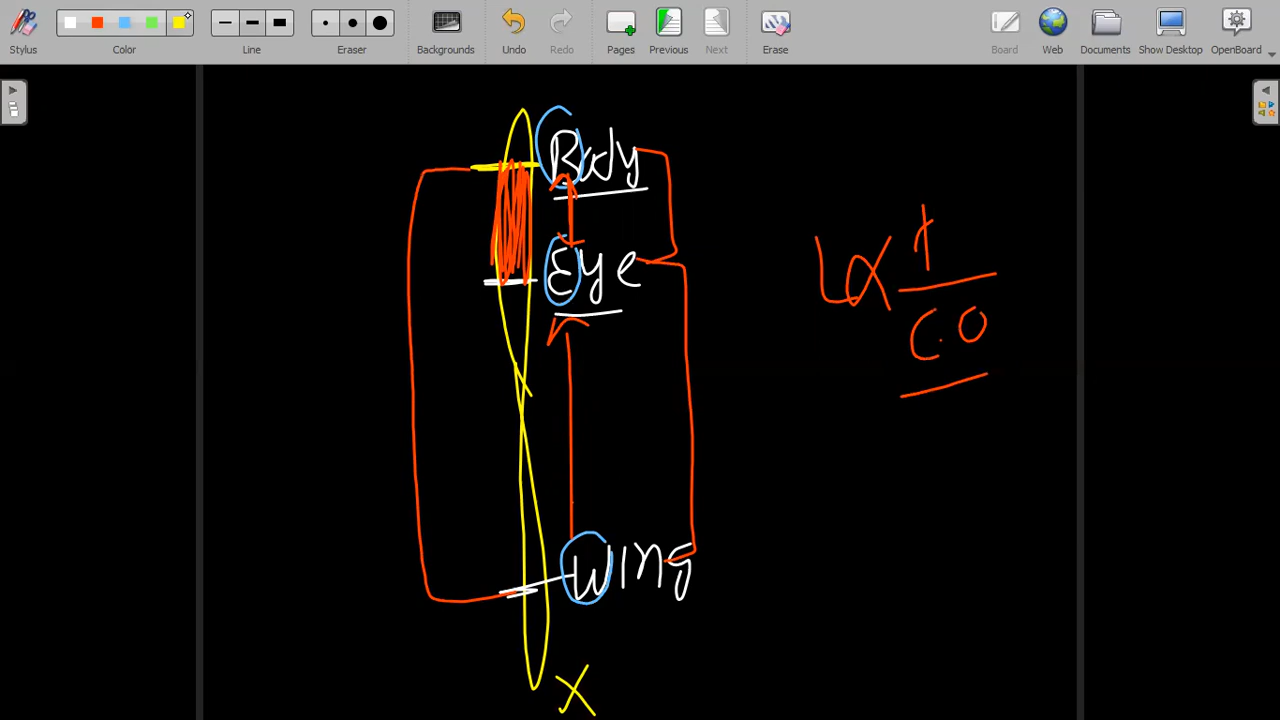 Stylus
Color
Line
Eraser
Backgrounds
Undo
Redo
Pages
Previous
Next
Erase
Board
Web
Documents
Show Desktop
OpenBoard
Body
Eye
Wing
X
L α 1
C.O